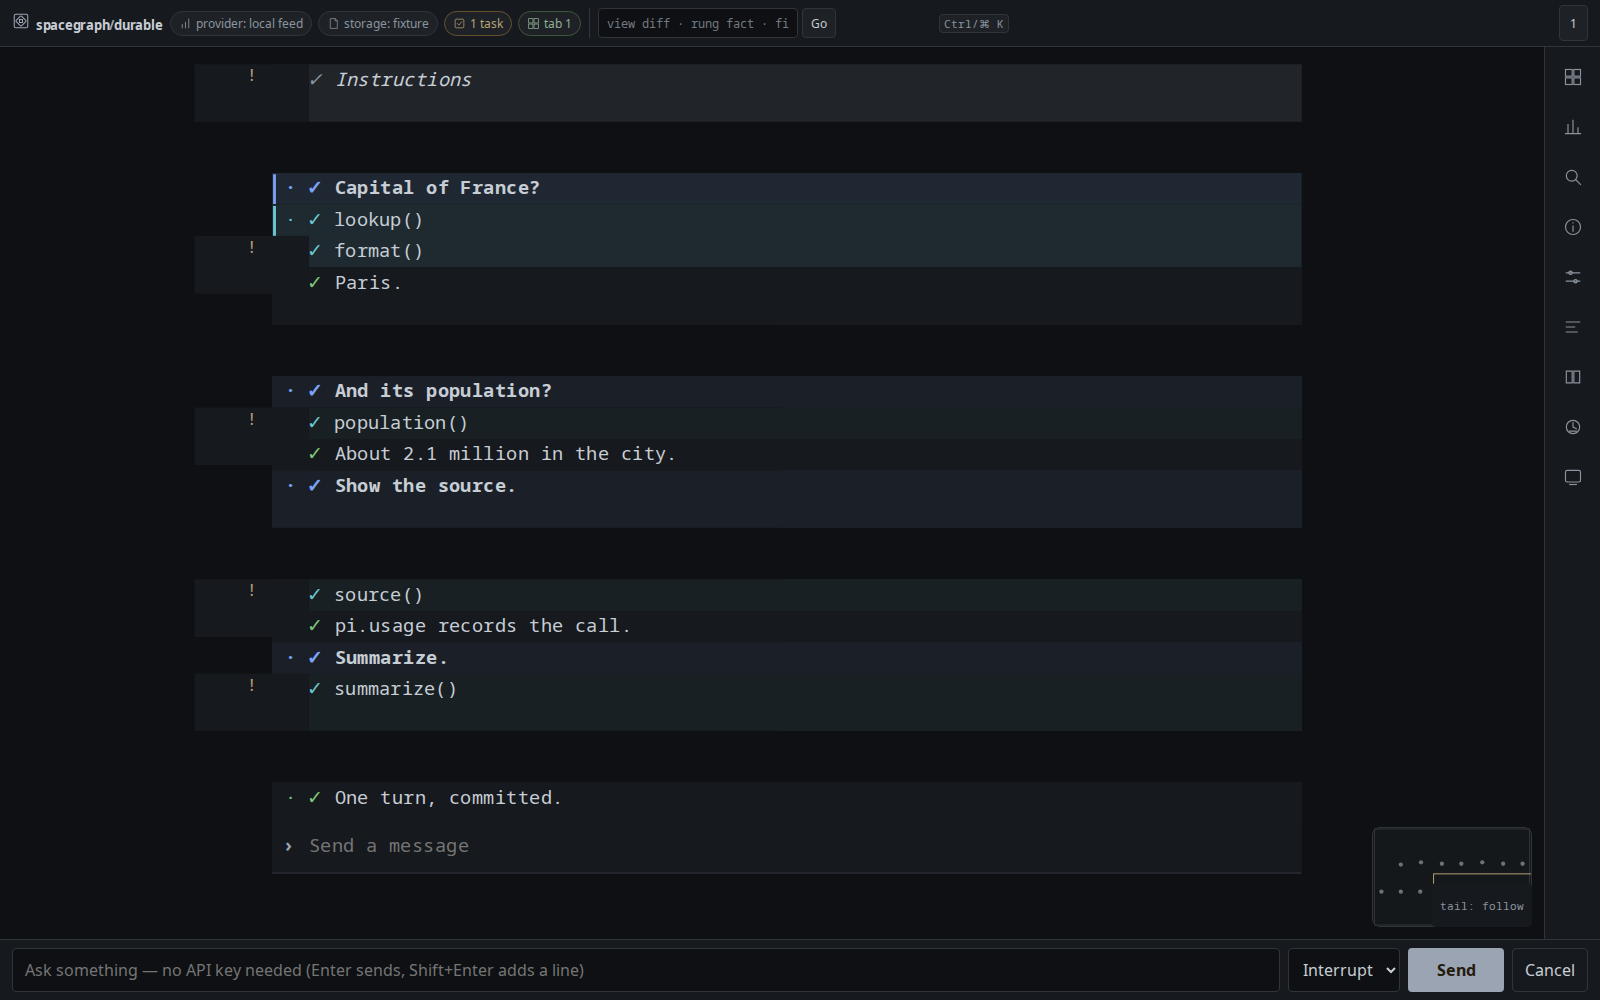 spacegraph/durable provider: local feed storage: fixture 1 task tab 1 view diff · rung fact · fi Go Ctrl/⌘ K 1
! ✓ Instructions
· ✓ Capital of France?
· ✓ lookup()
! ✓ format()
✓ Paris.
· ✓ And its population?
! ✓ population()
✓ About 2.1 million in the city.
· ✓ Show the source.
! ✓ source()
✓ pi.usage records the call.
· ✓ Summarize.
! ✓ summarize()
· ✓ One turn, committed.
› Send a message
tail: follow
Ask something — no API key needed (Enter sends, Shift+Enter adds a line) Interrupt Send Cancel